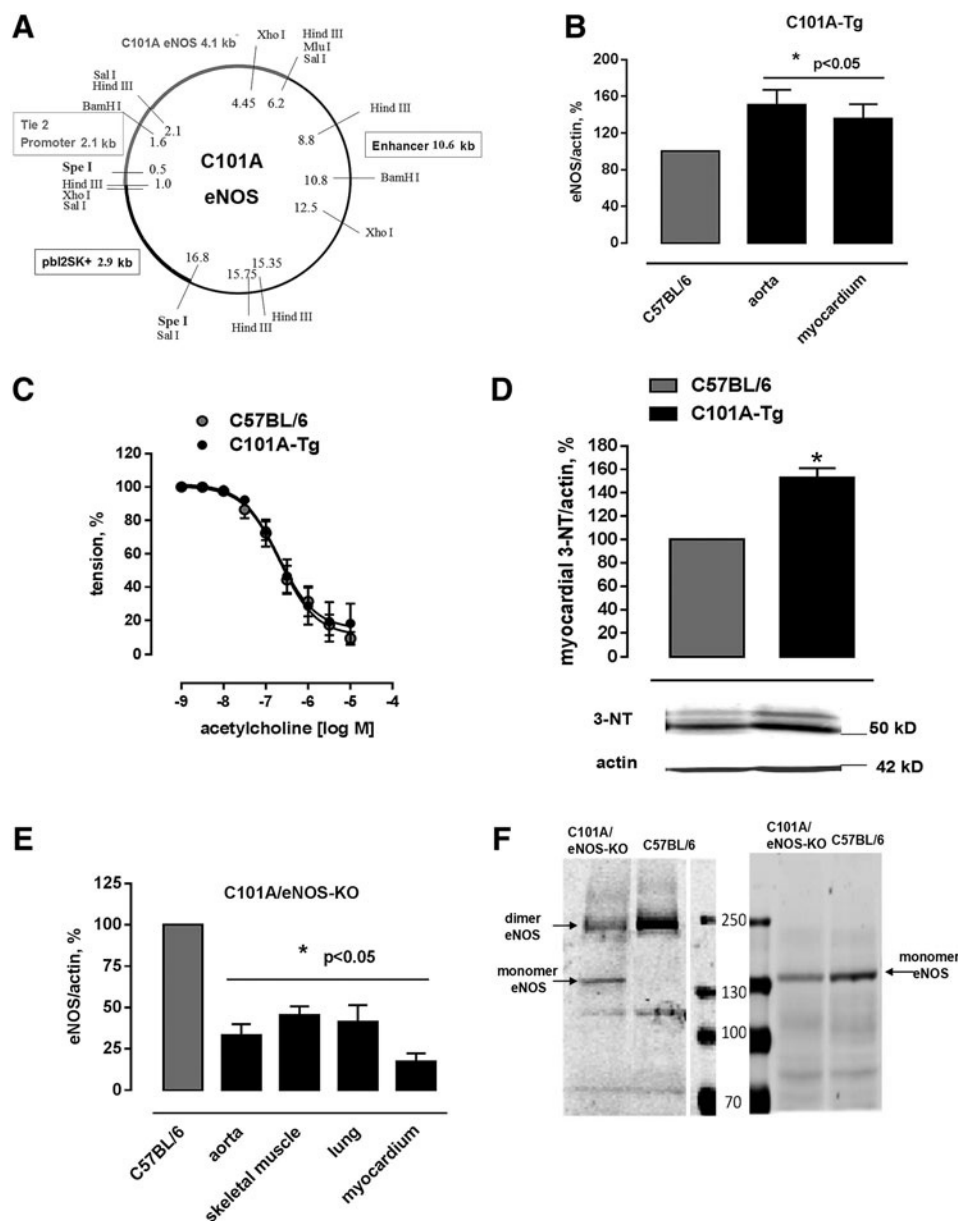 A
C101A eNOS 4.1 kb
Xho I
Hind III
Mlu I
Sal I
Sal I
Hind III
BamH I
4.45
6.2
Hind III
2.1
1.6
8.8
Tie 2
Promoter 2.1 kb
Enhancer 10.6 kb
Spe I
0.5
C101A
Hind III
1.0
eNOS
10.8
BamH I
Xho I
Sal I
12.5
Xho I
pbl2SK+ 2.9 kb
16.8
15.35
15.75
Hind III
Hind III
Spe I
Sal I
B
C101A-Tg
* p<0.05
eNOS/actin, %
200
160
120
80
40
0
C57BL/6
aorta
myocardium
C
C57BL/6
C101A-Tg
tension, %
120
100
80
60
40
20
0
-9 -8 -7 -6 -5 -4
acetylcholine [log M]
D
C57BL/6
C101A-Tg
myocardial 3-NT/actin, %
180
160
140
120
100
80
60
40
20
0
*
3-NT
50 kD
actin
42 kD
E
C101A/eNOS-KO
* p<0.05
eNOS/actin, %
125
100
75
50
25
0
C57BL/6
aorta
skeletal muscle
lung
myocardium
F
C101A/
eNOS-KO
C57BL/6
C101A/
eNOS-KO
C57BL/6
dimer
eNOS
monomer
eNOS
250
130
100
70
monomer
eNOS